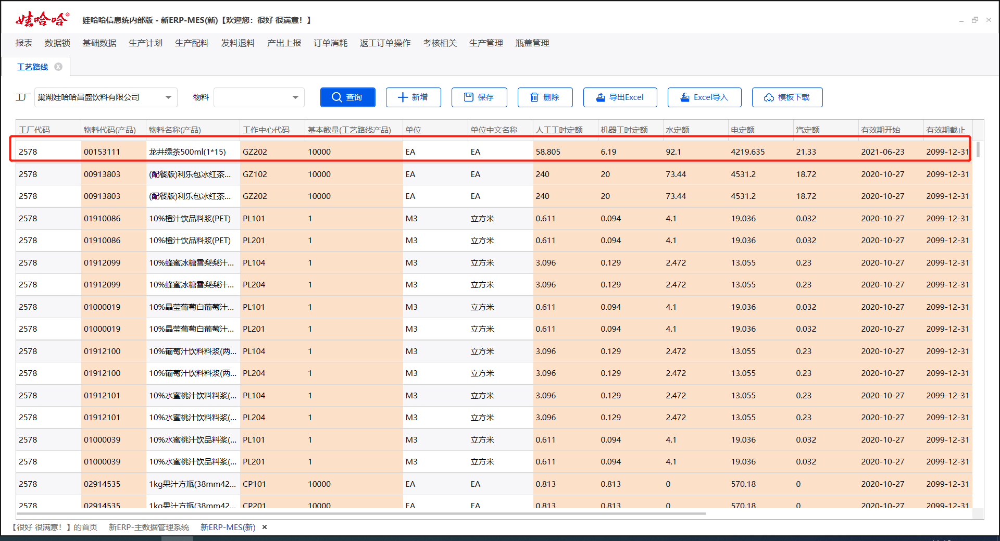 娃哈哈® 娃哈哈信息统内部版 - 新ERP-MES(新)【欢迎您：很好 很满意！】
报表 数据锁 基础数据 生产计划 生产配料 发料退料 产出上报 订单消耗 返工订单操作 考核相关 生产管理 瓶盖管理
工艺路线
工厂 巢湖娃哈哈昌盛饮料有限公司 物料 查询 新增 保存 删除 导出Excel Excel导入 模板下载
工厂代码 物料代码(产品) 物料名称(产品) 工作中心代码 基本数量(工艺路线产品) 单位 单位中文名称 人工工时定额 机器工时定额 水定额 电定额 汽定额 有效期开始 有效期截止
2578 00153111 龙井绿茶500ml(1*15) GZ202 10000 EA EA 58.805 6.19 92.1 4219.635 21.33 2021-06-23 2099-12-31
2578 00913803 (配餐版)利乐包冰红茶... GZ102 10000 EA EA 240 20 73.44 4531.2 18.72 2020-10-27 2099-12-31
2578 00913803 (配餐版)利乐包冰红茶... GZ202 10000 EA EA 240 20 73.44 4531.2 18.72 2020-10-27 2099-12-31
2578 01910086 10%橙汁饮品料浆(PET) PL101 1 M3 立方米 0.611 0.094 4.1 19.036 0.032 2020-10-27 2099-12-31
2578 01910086 10%橙汁饮品料浆(PET) PL201 1 M3 立方米 0.611 0.094 4.1 19.036 0.032 2020-10-27 2099-12-31
2578 01912099 10%蜂蜜冰糖雪梨梨汁... PL104 1 M3 立方米 3.096 0.129 2.472 13.055 0.23 2020-10-27 2099-12-31
2578 01912099 10%蜂蜜冰糖雪梨梨汁... PL204 1 M3 立方米 3.096 0.129 2.472 13.055 0.23 2020-10-27 2099-12-31
2578 01000019 10%晶莹葡萄白葡萄汁... PL101 1 M3 立方米 0.611 0.094 4.1 19.036 0.032 2020-10-27 2099-12-31
2578 01000019 10%晶莹葡萄白葡萄汁... PL201 1 M3 立方米 0.611 0.094 4.1 19.036 0.032 2020-10-27 2099-12-31
2578 01912100 10%葡萄汁饮料料浆(两... PL104 1 M3 立方米 3.096 0.129 2.472 13.055 0.23 2020-10-27 2099-12-31
2578 01912100 10%葡萄汁饮料料浆(两... PL204 1 M3 立方米 3.096 0.129 2.472 13.055 0.23 2020-10-27 2099-12-31
2578 01912101 10%水蜜桃汁饮料料浆(... PL104 1 M3 立方米 3.096 0.129 2.472 13.055 0.23 2020-10-27 2099-12-31
2578 01912101 10%水蜜桃汁饮料料浆(... PL204 1 M3 立方米 3.096 0.129 2.472 13.055 0.23 2020-10-27 2099-12-31
2578 01000039 10%水蜜桃汁饮品料浆(... PL101 1 M3 立方米 0.611 0.094 4.1 19.036 0.032 2020-10-27 2099-12-31
2578 01000039 10%水蜜桃汁饮品料浆(... PL201 1 M3 立方米 0.611 0.094 4.1 19.036 0.032 2020-10-27 2099-12-31
2578 02914535 1kg果汁方瓶(38mm42... CP101 10000 EA EA 0.813 0.813 0 570.18 0 2020-10-27 2099-12-31
2578 02914535 1kg果汁方瓶(38mm42... CP201 10000 EA EA 0.813 0.813 0 570.18 0 2020-10-27 2099-12-31
【很好 很满意！】的首页 新ERP-主数据管理系统 新ERP-MES(新)